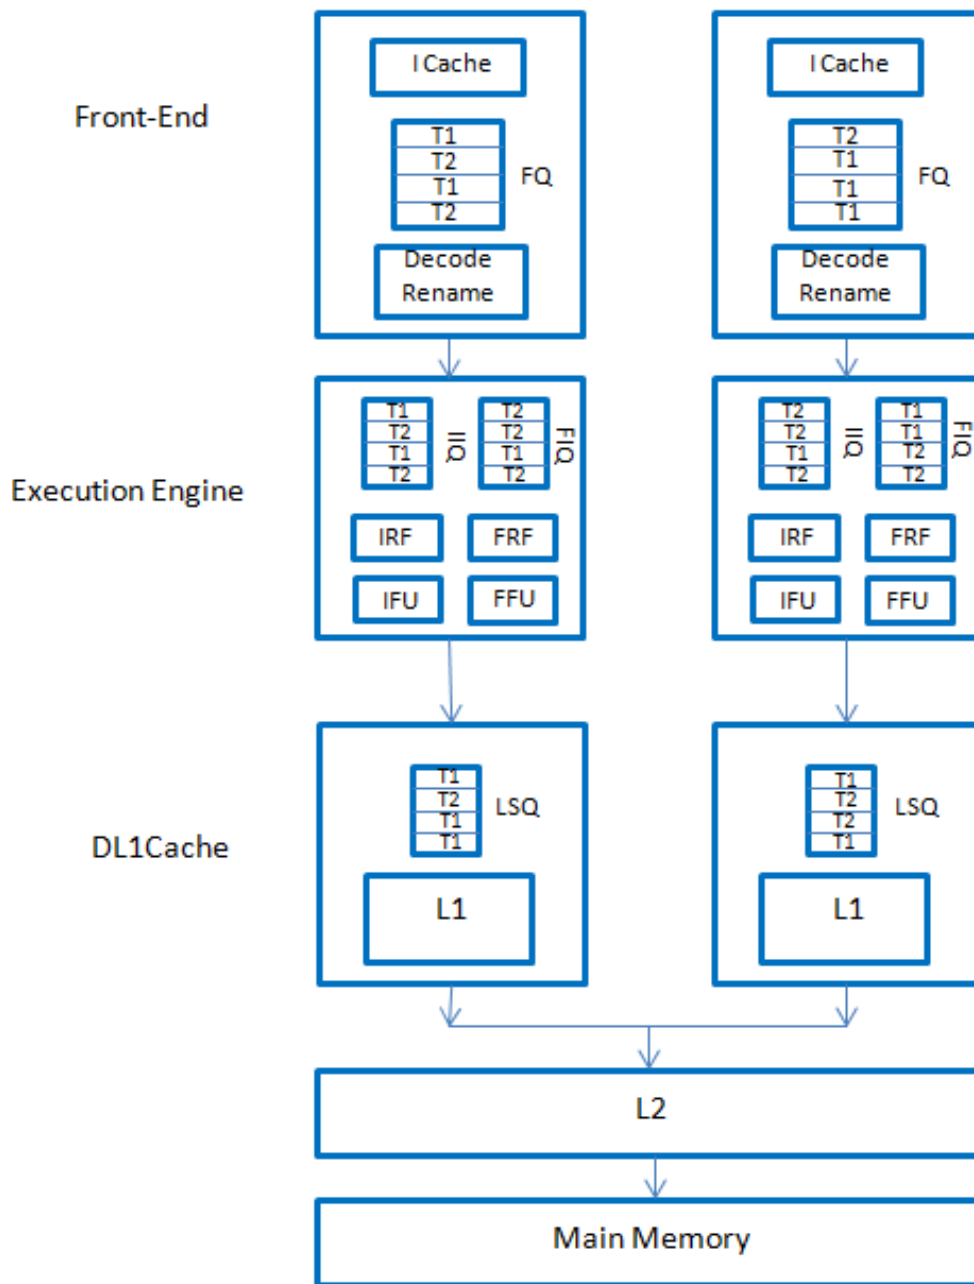 Front-End
I Cache
T1
T2
T1
T2
FQ
Decode
Rename
I Cache
T2
T1
T1
T1
FQ
Decode
Rename
Execution Engine
T1
T2
T1
T2
IIQ
T2
T2
T1
T2
FIQ
IRF
FRF
IFU
FFU
T2
T2
T1
T2
IIQ
T1
T1
T2
T2
FIQ
IRF
FRF
IFU
FFU
DL1Cache
T1
T2
T1
T1
LSQ
L1
T1
T2
T2
T1
LSQ
L1
L2
Main Memory